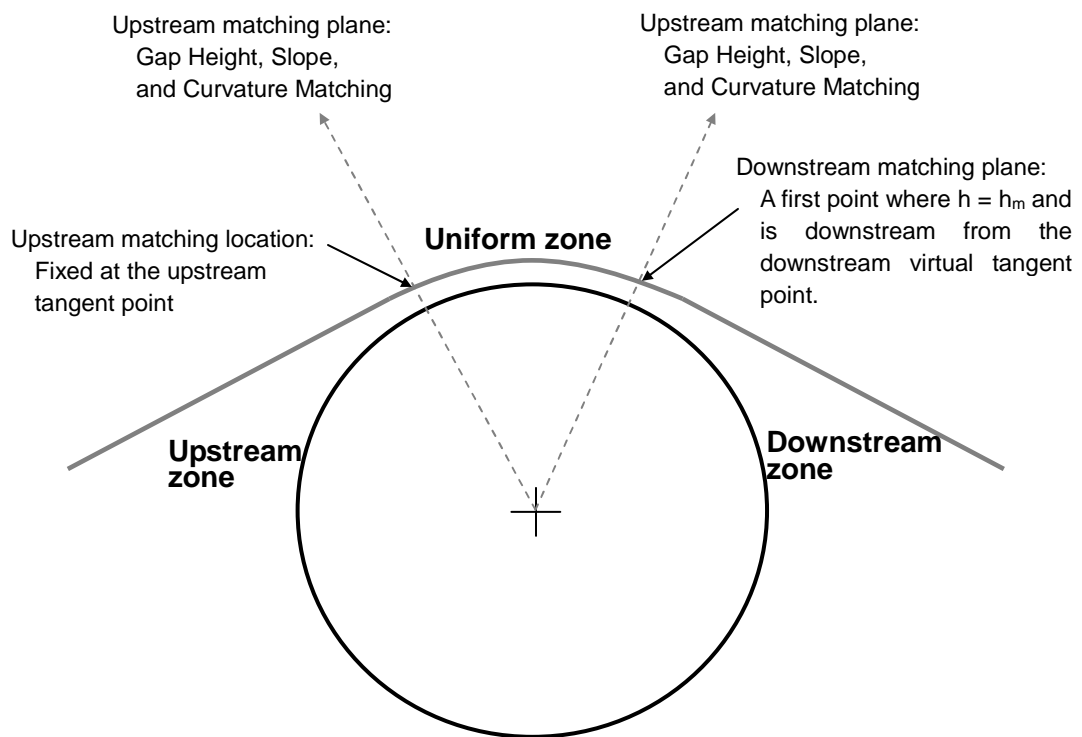 Upstream matching plane:
Gap Height, Slope,
and Curvature Matching
Upstream matching plane:
Gap Height, Slope,
and Curvature Matching
Downstream matching plane:
A first point where h = hₘ and
is downstream from the
downstream virtual tangent
point.
Upstream matching location:
Fixed at the upstream
tangent point
Uniform zone
Upstream
zone
Downstream
zone